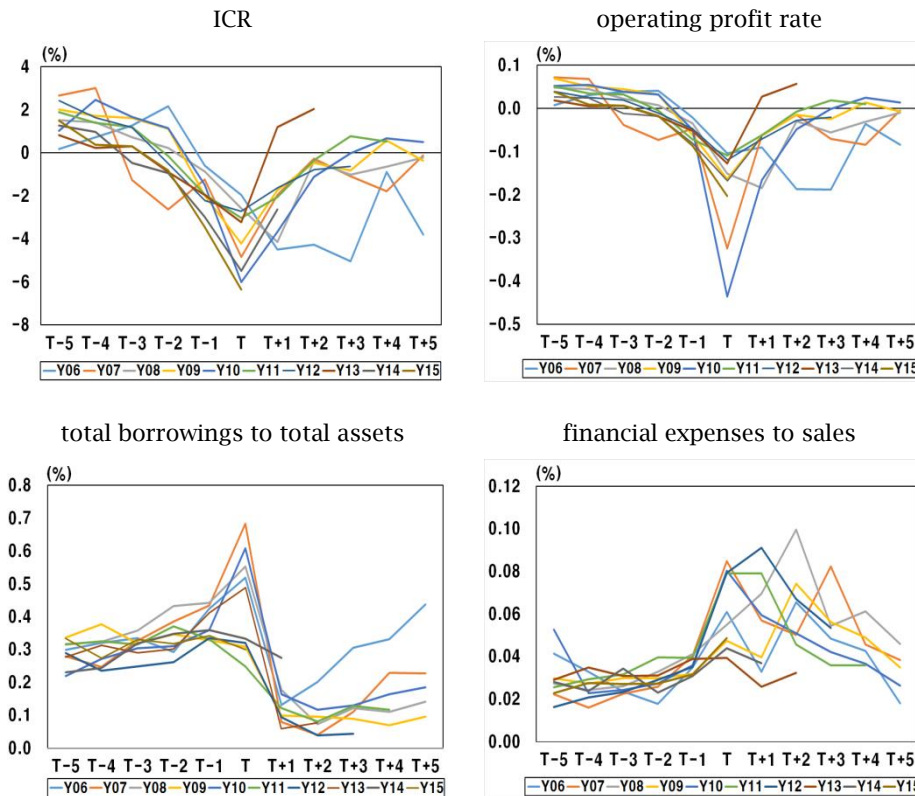 ICR
(%)
4
2
0
−2
−4
−6
−8
T−5 T−4 T−3 T−2 T−1 T T+1 T+2 T+3 T+4 T+5
Y06 Y07 Y08 Y09 Y10 Y11 Y12 Y13 Y14 Y15
operating profit rate
(%)
0.1
0.0
−0.1
−0.2
−0.3
−0.4
−0.5
T−5 T−4 T−3 T−2 T−1 T T+1 T+2 T+3 T+4 T+5
Y06 Y07 Y08 Y09 Y10 Y11 Y12 Y13 Y14 Y15
total borrowings to total assets
(%)
0.8
0.7
0.6
0.5
0.4
0.3
0.2
0.1
0.0
T−5 T−4 T−3 T−2 T−1 T T+1 T+2 T+3 T+4 T+5
Y06 Y07 Y08 Y09 Y10 Y11 Y12 Y13 Y14 Y15
financial expenses to sales
(%)
0.12
0.10
0.08
0.06
0.04
0.02
0.00
T−5 T−4 T−3 T−2 T−1 T T+1 T+2 T+3 T+4 T+5
Y06 Y07 Y08 Y09 Y10 Y11 Y12 Y13 Y14 Y15